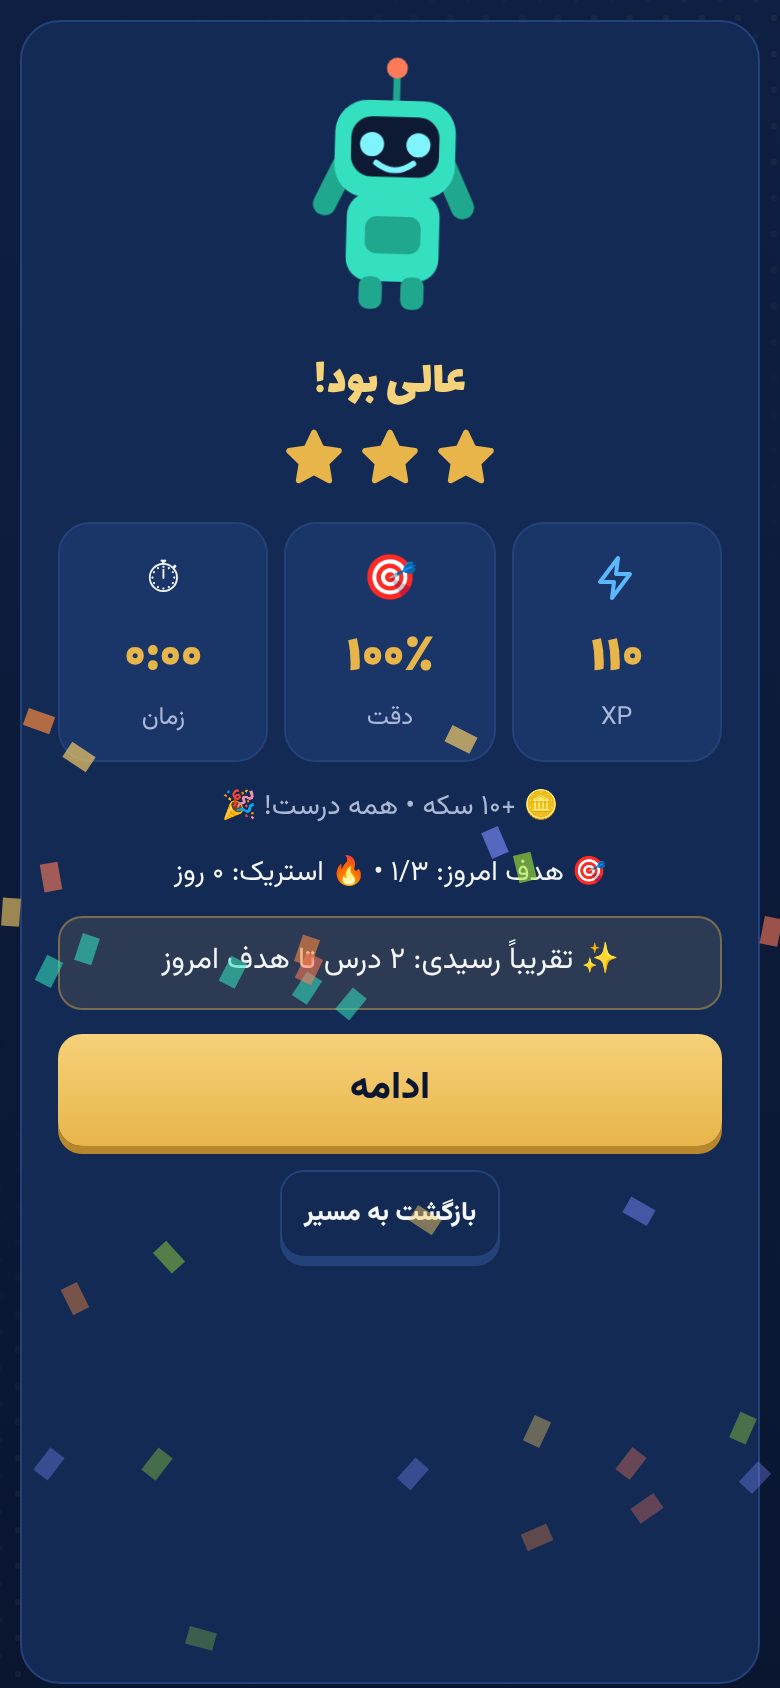 عالی بود!
۱۱۰
XP
۱۰۰٪
دقت
۰:۰۰
زمان
🪙 +۱۰ سکه • همه درست! 🎉
🎯 هدف امروز: ۱/۳ • 🔥 استریک: ۰ روز
✨ تقریباً رسیدی: ۲ درس تا هدف امروز
ادامه
بازگشت به مسیر